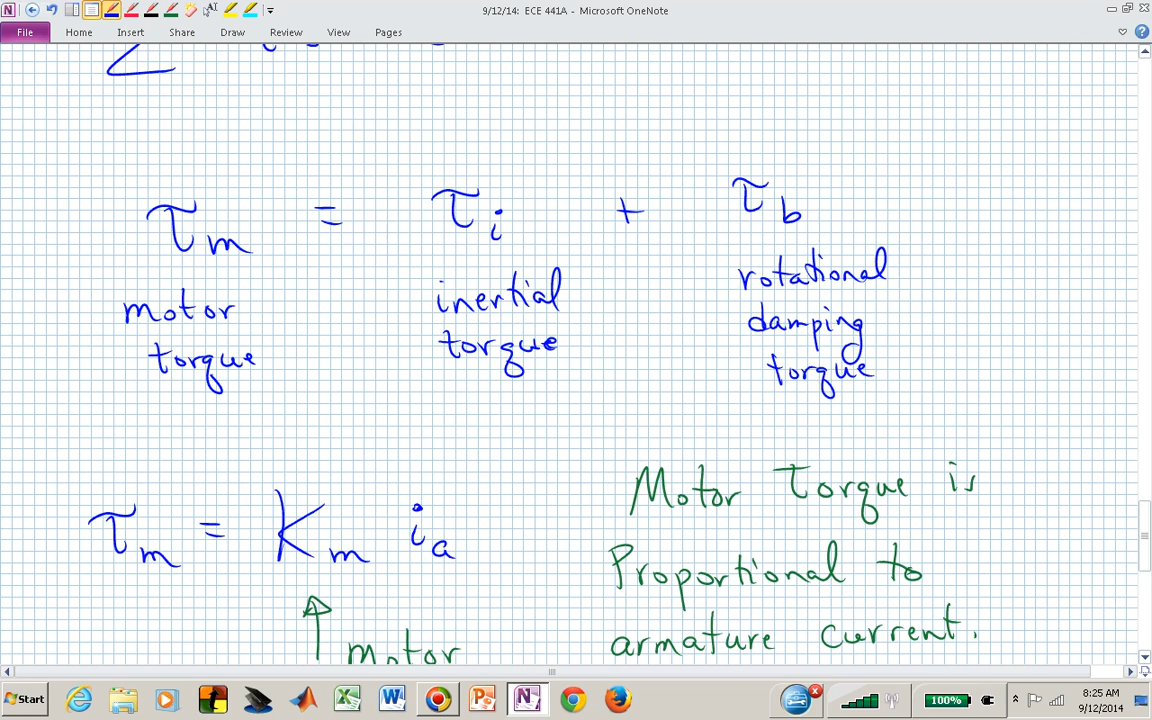 9/12/14: ECE 441A - Microsoft OneNote
File Home Insert Share Draw Review View Pages
τm = τi + τb
motor torque
inertial torque
rotational damping torque
τm = Km ia
motor
Motor Torque is
Proportional to
armature current.
Start
100%
8:25 AM
9/12/2014